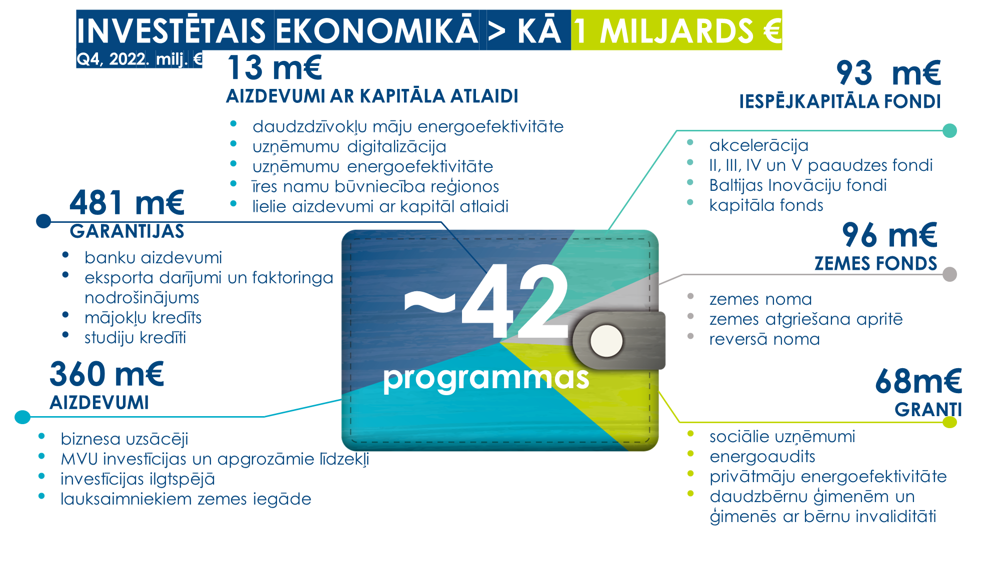 INVESTĒTAIS EKONOMIKĀ > KĀ 1 MILJARDS €
Q4, 2022. milj. €
13 m€
AIZDEVUMI AR KAPITĀLA ATLAIDI
• daudzdzīvokļu māju energoefektivitāte
• uzņēmumu digitalizācija
• uzņēmumu energoefektivitāte
• īres namu būvniecība reģionos
• lielie aizdevumi ar kapitāl atlaidi
93 m€
IESPĒJKAPITĀLA FONDI
• akcelerācija
• II, III, IV un V paaudzes fondi
• Baltijas Inovāciju fondi
• kapitāla fonds
481 m€
GARANTIJAS
• banku aizdevumi
• eksporta darījumi un faktoringa
nodrošinājums
• mājokļu kredīts
• studiju kredīti
96 m€
ZEMES FONDS
• zemes noma
• zemes atgriešana apritē
• reversā noma
~42
programmas
360 m€
AIZDEVUMI
• biznesa uzsācēji
• MVU investīcijas un apgrozāmie līdzekļi
• investīcijas ilgtspējā
• lauksaimniekiem zemes iegāde
68m€
GRANTI
• sociālie uzņēmumi
• energoaudits
• privātmāju energoefektivitāte
• daudzbērnu ģimenēm un
ģimenēs ar bērnu invaliditāti